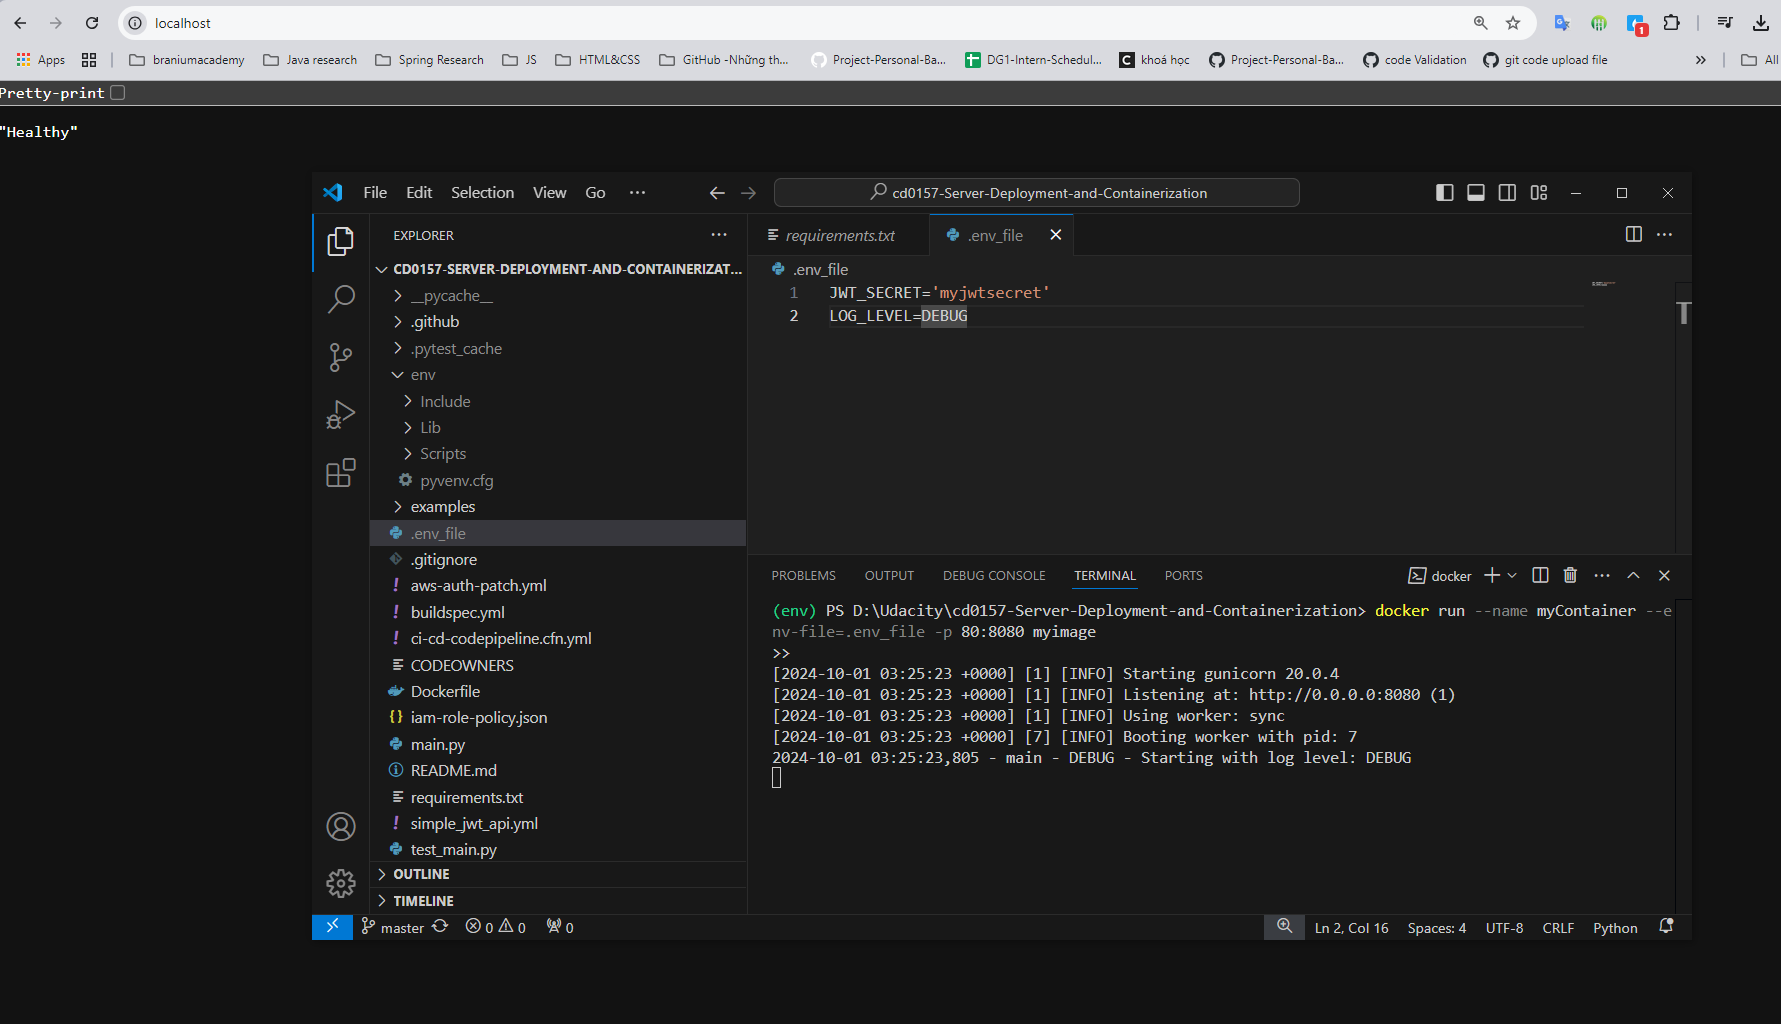 localhost
1
Apps
braniumacademy
Java research
Spring Research
JS
HTML&CSS
GitHub -Những th...
Project-Personal-Ba...
DG1-Intern-Schedul...
khoá học
Project-Personal-Ba...
code Validation
git code upload file
»
All
Pretty-print
"Healthy"
File Edit Selection View Go ···
cd0157-Server-Deployment-and-Containerization
EXPLORER
CD0157-SERVER-DEPLOYMENT-AND-CONTAINERIZAT...
__pycache__
.github
.pytest_cache
env
Include
Lib
Scripts
pyvenv.cfg
examples
.env_file
.gitignore
! aws-auth-patch.yml
! buildspec.yml
! ci-cd-codepipeline.cfn.yml
CODEOWNERS
Dockerfile
{} iam-role-policy.json
main.py
README.md
requirements.txt
! simple_jwt_api.yml
test_main.py
OUTLINE
TIMELINE
requirements.txt
.env_file
.env_file
1 JWT_SECRET='myjwtsecret'
2 LOG_LEVEL=DEBUG
PROBLEMS OUTPUT DEBUG CONSOLE TERMINAL PORTS
docker
(env) PS D:\Udacity\cd0157-Server-Deployment-and-Containerization> docker run --name myContainer --e
nv-file=.env_file -p 80:8080 myimage
>>
[2024-10-01 03:25:23 +0000] [1] [INFO] Starting gunicorn 20.0.4
[2024-10-01 03:25:23 +0000] [1] [INFO] Listening at: http://0.0.0.0:8080 (1)
[2024-10-01 03:25:23 +0000] [1] [INFO] Using worker: sync
[2024-10-01 03:25:23 +0000] [7] [INFO] Booting worker with pid: 7
2024-10-01 03:25:23,805 - main - DEBUG - Starting with log level: DEBUG
master
0
0
0
Ln 2, Col 16
Spaces: 4
UTF-8
CRLF
Python